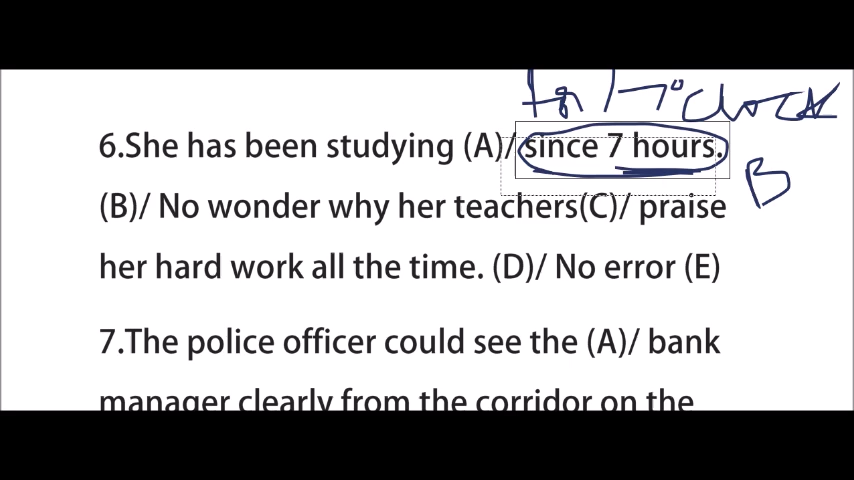 for 7 o'clock
6.She has been studying (A)/ since 7 hours.
B
(B)/ No wonder why her teachers(C)/ praise
her hard work all the time. (D)/ No error (E)
7.The police officer could see the (A)/ bank
manager clearly from the corridor on the